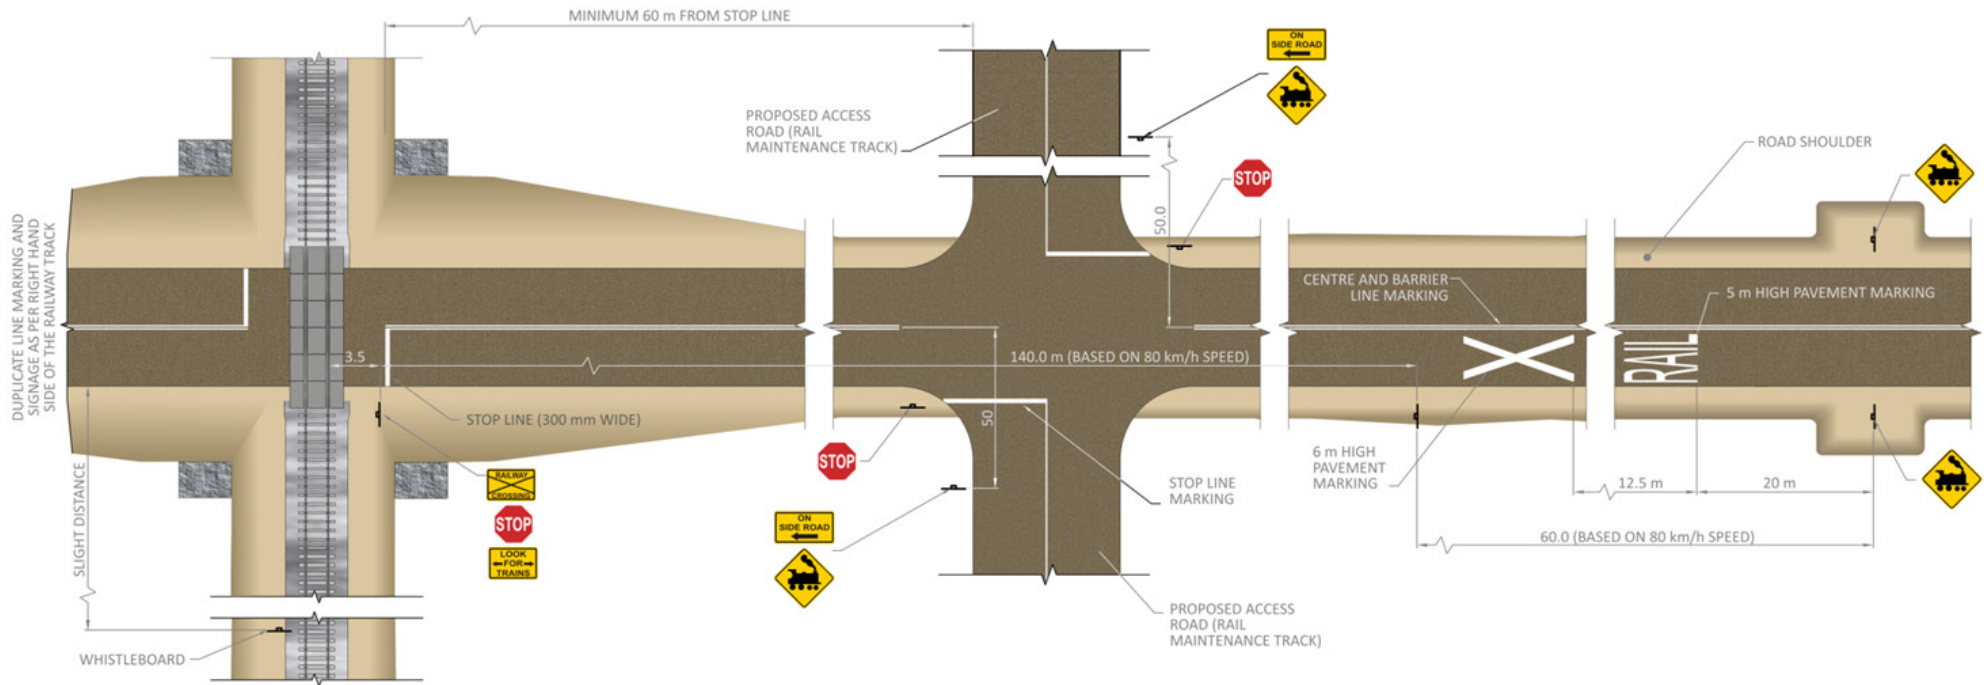 MINIMUM 60 m FROM STOP LINE
ON
SIDE ROAD
PROPOSED ACCESS
ROAD (RAIL
MAINTENANCE TRACK)
STOP
50.0
ROAD SHOULDER
DUPLICATE LINE MARKING AND
SIGNAGE AS PER RIGHT HAND
SIDE OF THE RAILWAY TRACK
CENTRE AND BARRIER
LINE MARKING
5 m HIGH PAVEMENT MARKING
3.5
140.0 m (BASED ON 80 km/h SPEED)
X
RAIL
STOP LINE (300 mm WIDE)
50
STOP
6 m HIGH
PAVEMENT
MARKING
SLIGHT DISTANCE
RAILWAY
CROSSING
STOP
LOOK
FOR
TRAINS
ON
SIDE ROAD
STOP LINE
MARKING
12.5 m
20 m
60.0 (BASED ON 80 km/h SPEED)
PROPOSED ACCESS
ROAD (RAIL
MAINTENANCE TRACK)
WHISTLEBOARD